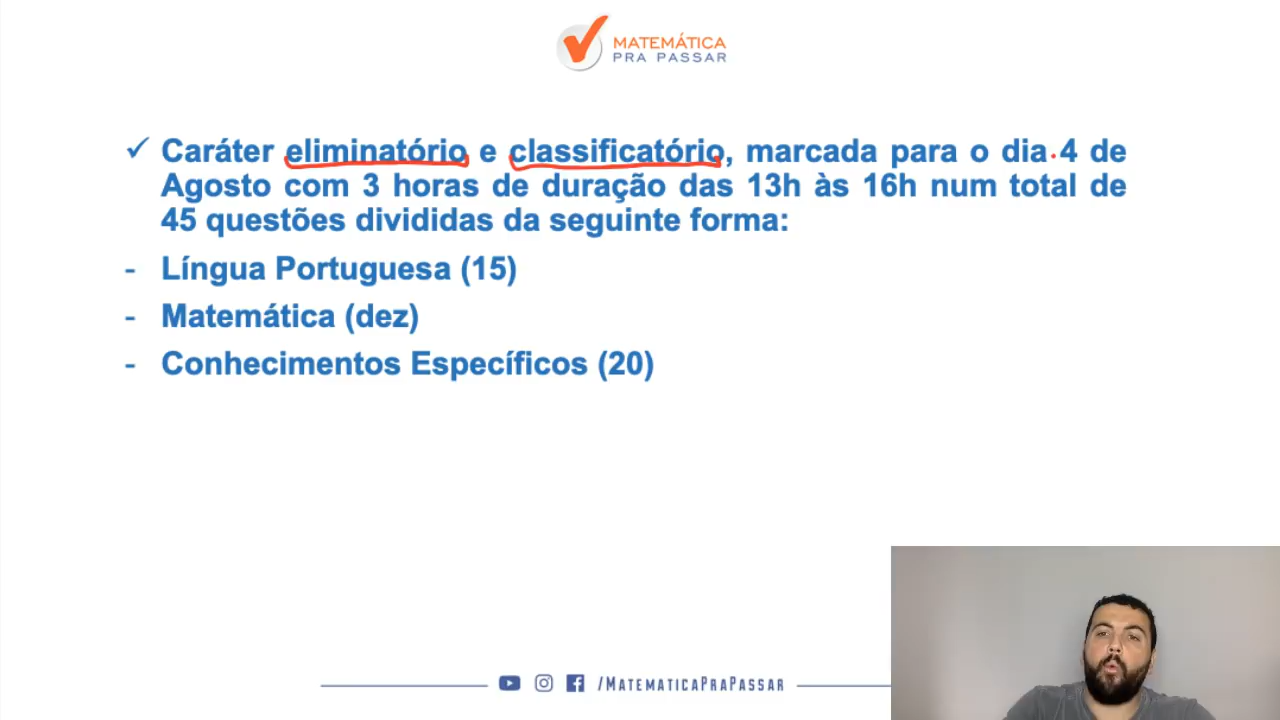 MATEMÁTICA
PRA PASSAR
Caráter eliminatório e classificatório, marcada para o dia 4 de
Agosto com 3 horas de duração das 13h às 16h num total de
45 questões divididas da seguinte forma:
- Língua Portuguesa (15)
- Matemática (dez)
- Conhecimentos Específicos (20)
/MATEMATICAPRAPASSAR